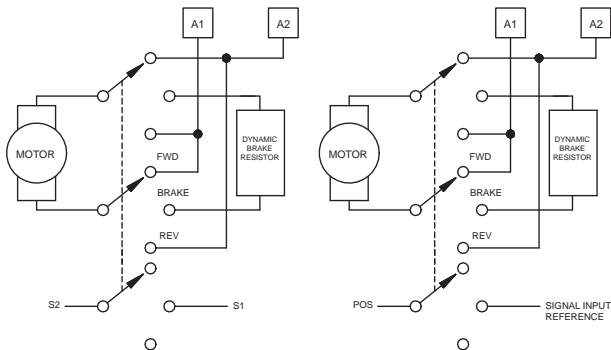 A1
A2
MOTOR
FWD
DYNAMIC
BRAKE
RESISTOR
BRAKE
REV
S2
S1
A1
A2
MOTOR
FWD
DYNAMIC
BRAKE
RESISTOR
BRAKE
REV
POS
SIGNAL INPUT
REFERENCE